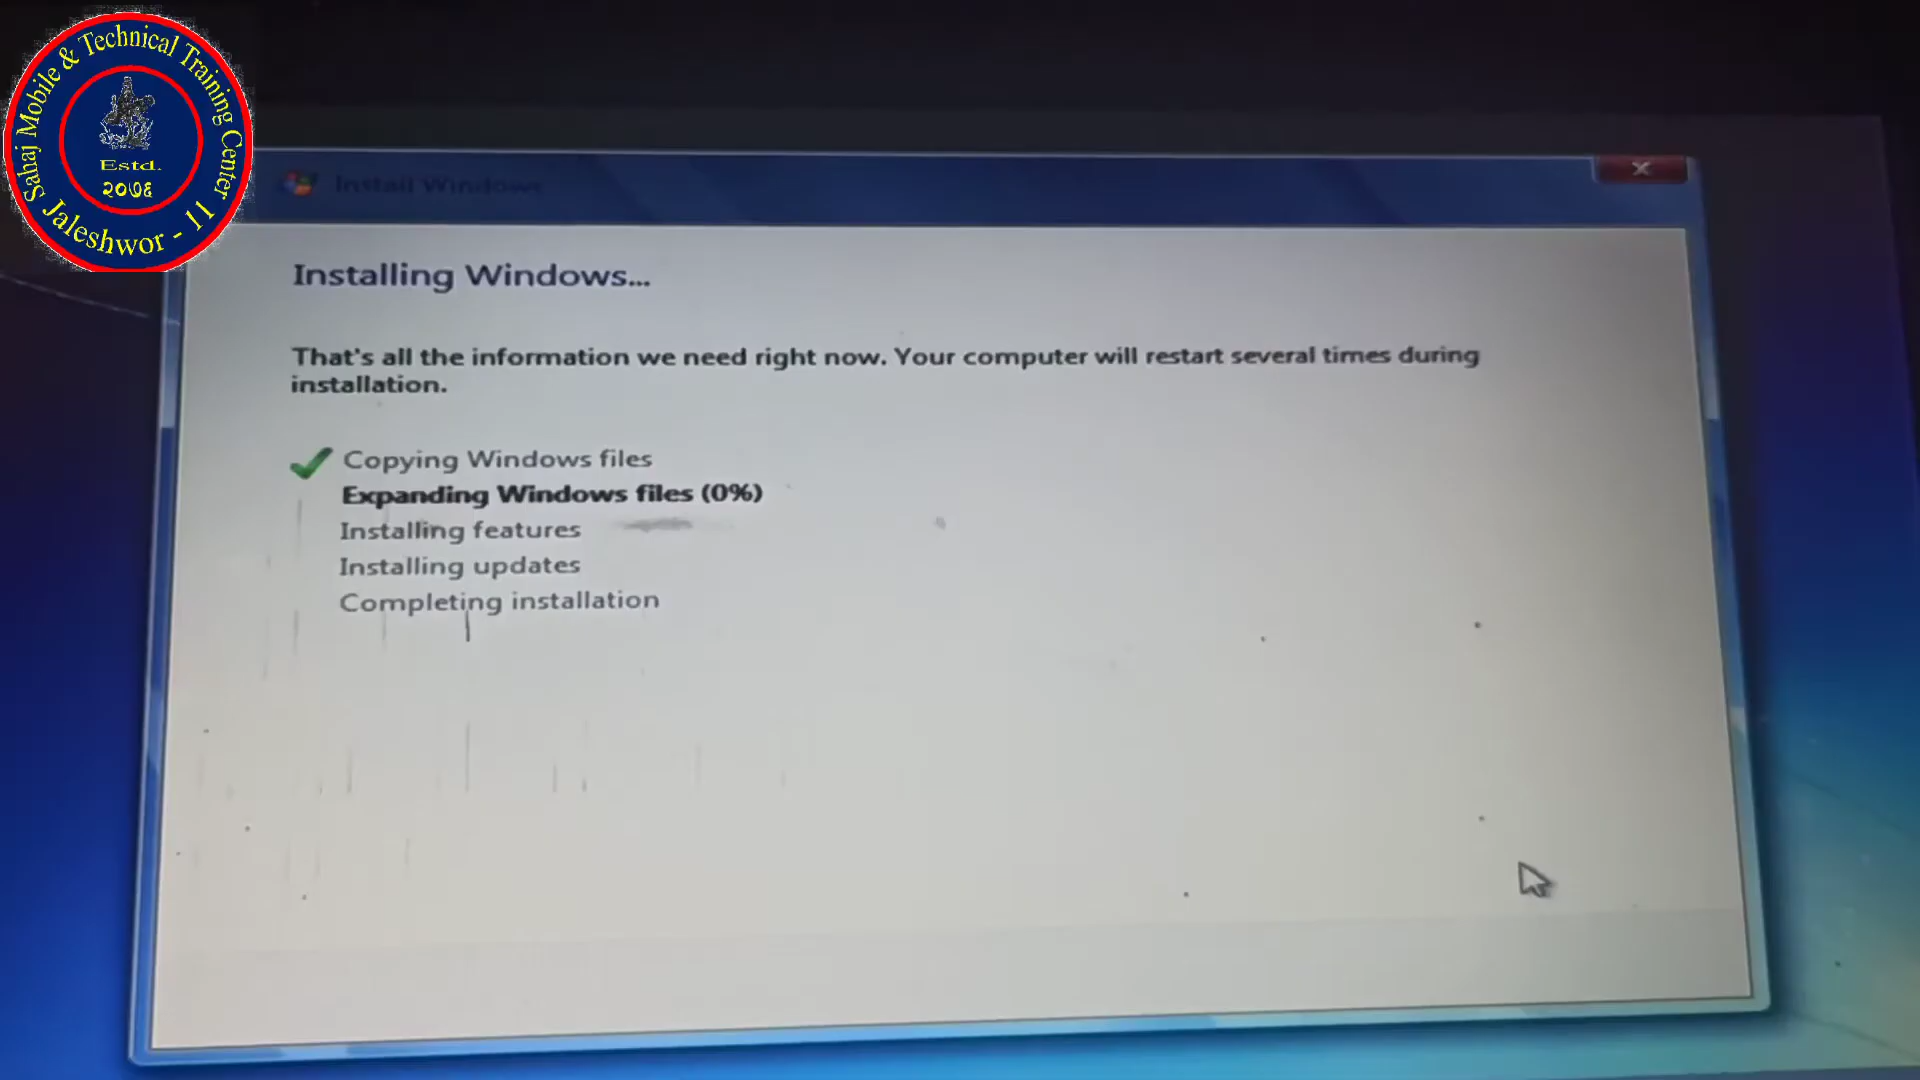 Sahaj Mobile & Technical Training Center
Estd.
२०७६
Jaleshwor - 11
Install Windows
Installing Windows...
That's all the information we need right now. Your computer will restart several times during
installation.
Copying Windows files
Expanding Windows files (0%)
Installing features
Installing updates
Completing installation